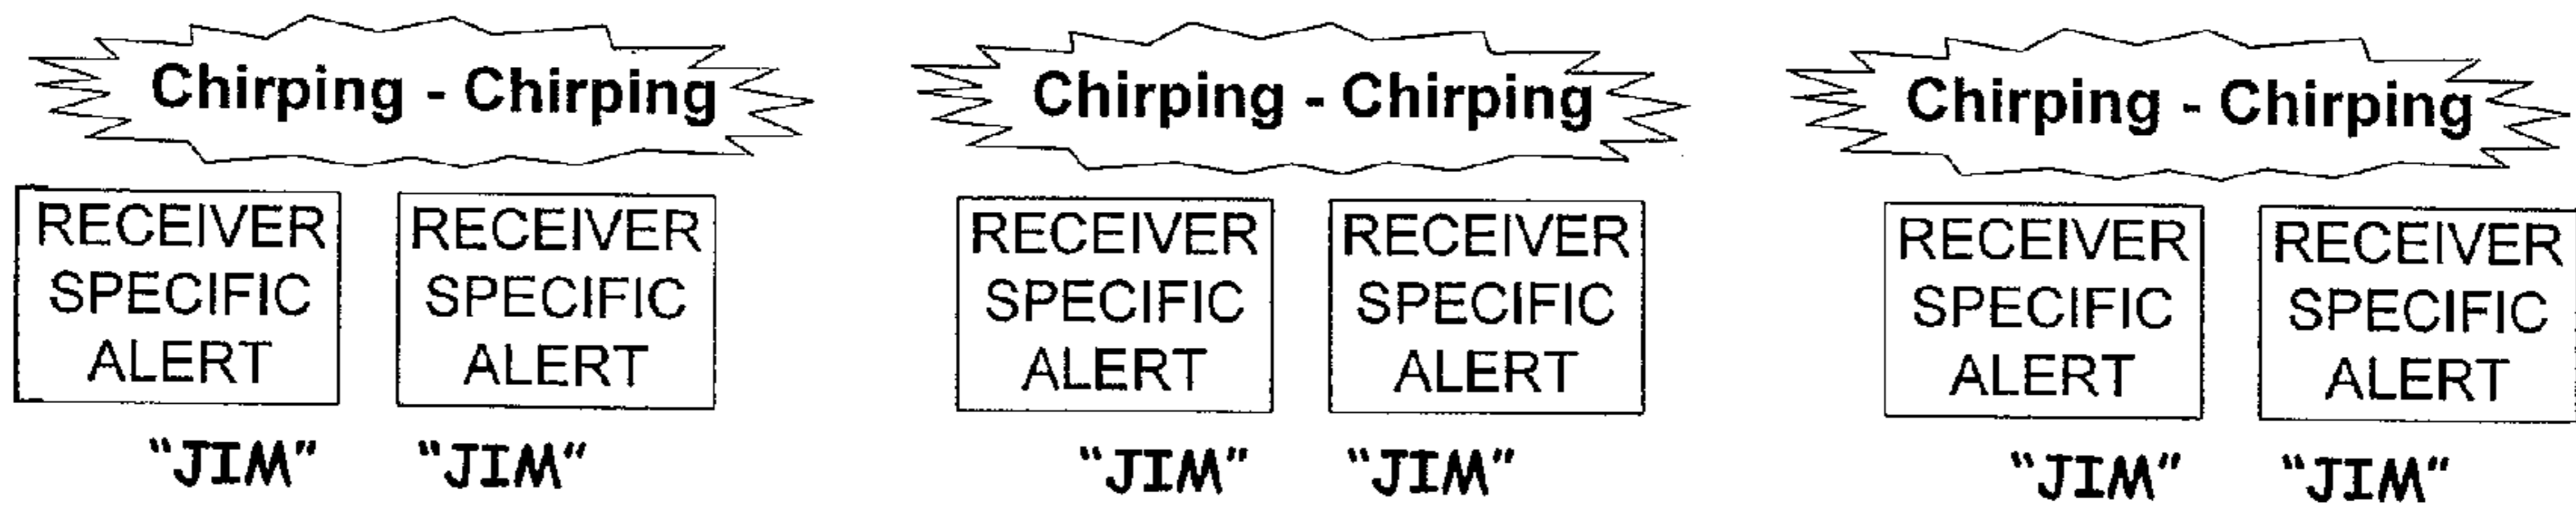 Chirping - Chirping
Chirping - Chirping
Chirping - Chirping
RECEIVER
SPECIFIC
ALERT
RECEIVER
SPECIFIC
ALERT
RECEIVER
SPECIFIC
ALERT
RECEIVER
SPECIFIC
ALERT
RECEIVER
SPECIFIC
ALERT
RECEIVER
SPECIFIC
ALERT
"JIM" "JIM"
"JIM" "JIM"
"JIM" "JIM"